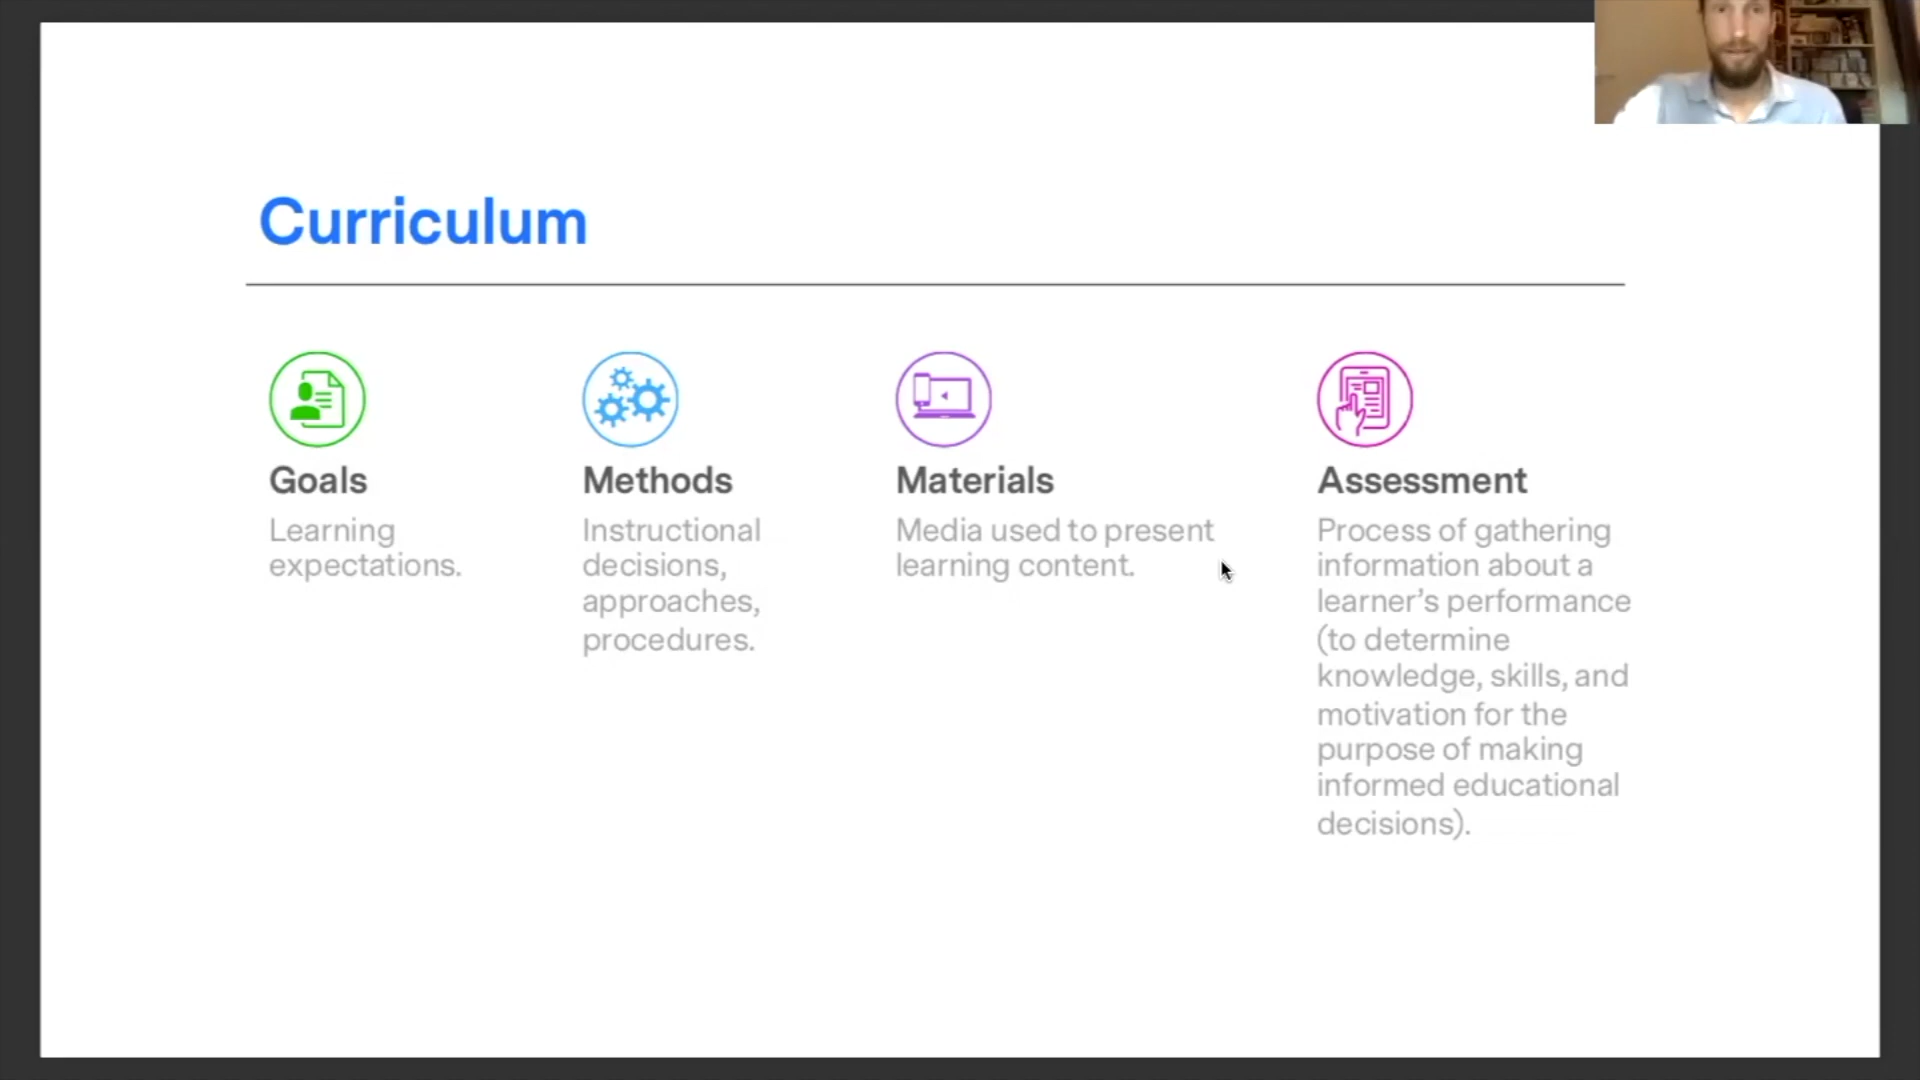 Curriculum
Goals
Learning
expectations.
Methods
Instructional
decisions,
approaches,
procedures.
Materials
Media used to present
learning content.
Assessment
Process of gathering
information about a
learner’s performance
(to determine
knowledge, skills, and
motivation for the
purpose of making
informed educational
decisions).